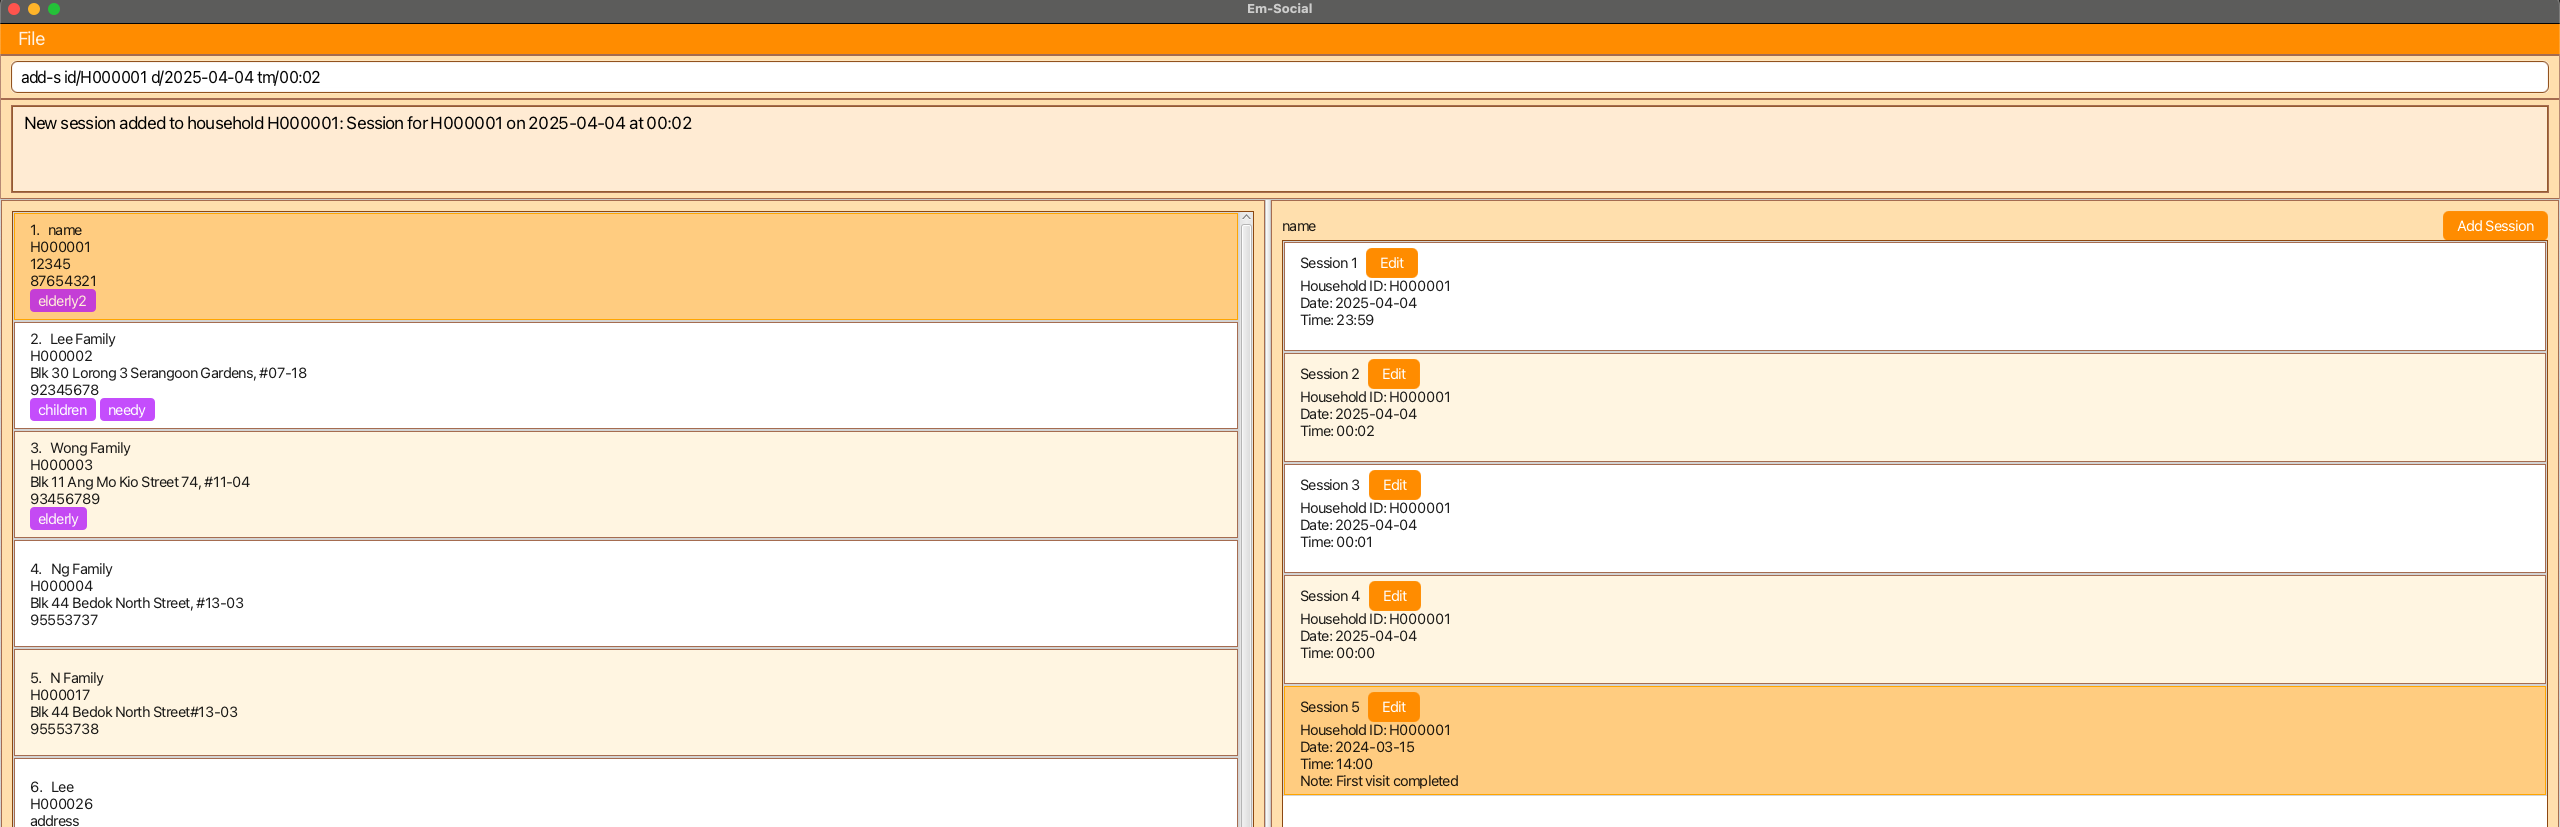 Em-Social
File
add-s id/H000001 d/2025-04-04 tm/00:02
New session added to household H000001: Session for H000001 on 2025-04-04 at 00:02
1. name
H000001
12345
87654321
elderly2
2. Lee Family
H000002
Blk 30 Lorong 3 Serangoon Gardens, #07-18
92345678
children needy
3. Wong Family
H000003
Blk 11 Ang Mo Kio Street 74, #11-04
93456789
elderly
4. Ng Family
H000004
Blk 44 Bedok North Street, #13-03
95553737
5. N Family
H000017
Blk 44 Bedok North Street#13-03
95553738
6. Lee
H000026
address
name
Add Session
Session 1 Edit
Household ID: H000001
Date: 2025-04-04
Time: 23:59
Session 2 Edit
Household ID: H000001
Date: 2025-04-04
Time: 00:02
Session 3 Edit
Household ID: H000001
Date: 2025-04-04
Time: 00:01
Session 4 Edit
Household ID: H000001
Date: 2025-04-04
Time: 00:00
Session 5 Edit
Household ID: H000001
Date: 2024-03-15
Time: 14:00
Note: First visit completed